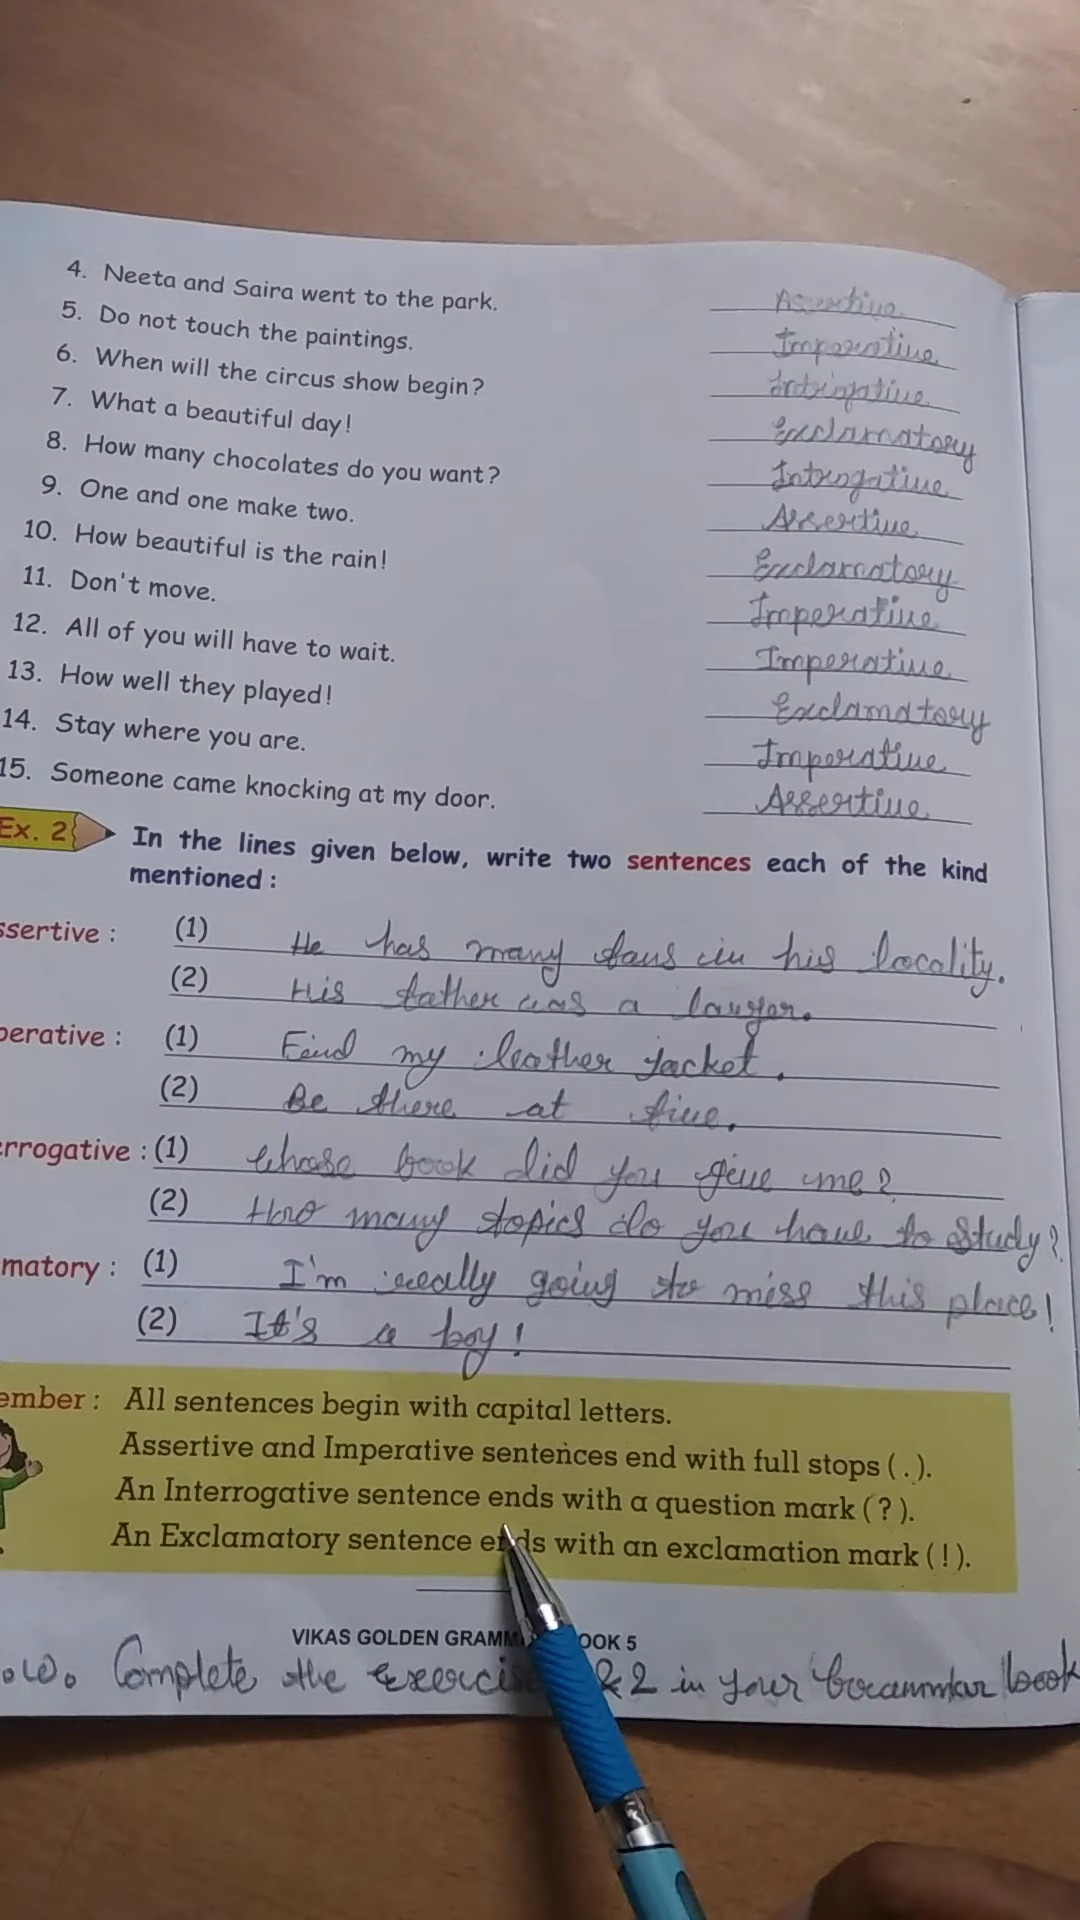 4. Neeta and Saira went to the park. Assertive
5. Do not touch the paintings. Imperative
6. When will the circus show begin? Intrigative
7. What a beautiful day! Exclamatory
8. How many chocolates do you want? Introgative
9. One and one make two. Assertive
10. How beautiful is the rain! Exclamatory
11. Don't move. Imperative
12. All of you will have to wait. Imperative
13. How well they played! Exclamatory
14. Stay where you are. Imperative
15. Someone came knocking at my door. Assertive
Ex. 2 In the lines given below, write two sentences each of the kind
mentioned :
ssertive : (1) He has many fans in his locality.
(2) His father was a lawyer.
perative : (1) Find my leather jacket.
(2) Be there at five.
errogative : (1) Whose book did you give me?
(2) How many topics do you have to study?
matory : (1) I'm really going to miss this place!
(2) It's a boy!
ember : All sentences begin with capital letters.
Assertive and Imperative sentences end with full stops ( . ).
An Interrogative sentence ends with a question mark ( ? ).
An Exclamatory sentence ends with an exclamation mark ( ! ).
VIKAS GOLDEN GRAMM OOK 5
.W. Complete the exercise & 2 in your Grammar book